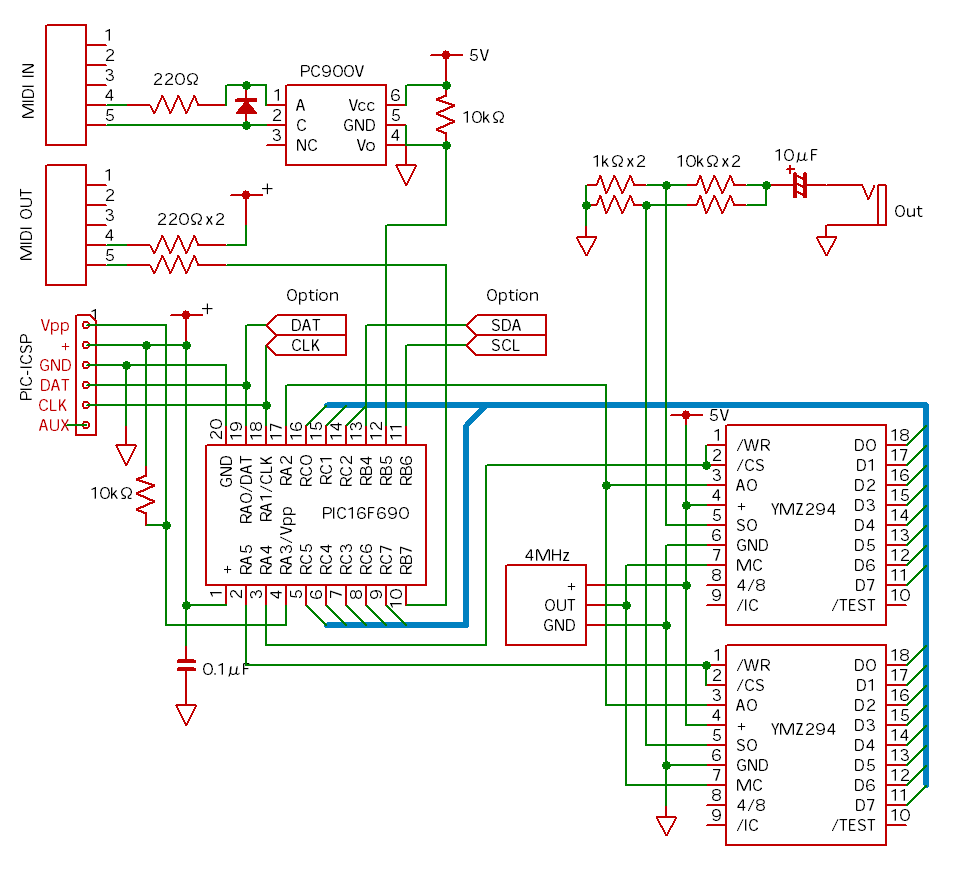 MIDI IN
1
2
3
4
5
220Ω
PC900V
1 A
2 C
3 NC
Vcc 6
GND 5
Vo 4
5V
10kΩ
MIDI OUT
1
2
3
4
5
220Ω×2
+
1kΩ×2
10kΩ×2
10μF
+
Out
PIC-ICSP
1
Vpp
+
GND
DAT
CLK
AUX
+
Option
DAT
CLK
Option
SDA
SCL
10kΩ
0.1μF
PIC16F690
20 GND
19 RA0/DAT
18 RA1/CLK
17 RA2
16 RC0
15 RC1
14 RC2
13 RB4
12 RB5
11 RB6
1 +
2 RA5
3 RA4
4 RA3/Vpp
5 RC5
6 RC4
7 RC3
8 RC6
9 RC7
10 RB7
4MHz
+
OUT
GND
5V
YMZ294
1 /WR
2 /CS
3 AO
4 +
5 SO
6 GND
7 MC
8 4/8
9 /IC
D0 18
D1 17
D2 16
D3 15
D4 14
D5 13
D6 12
D7 11
/TEST 10
YMZ294
1 /WR
2 /CS
3 AO
4 +
5 SO
6 GND
7 MC
8 4/8
9 /IC
D0 18
D1 17
D2 16
D3 15
D4 14
D5 13
D6 12
D7 11
/TEST 10